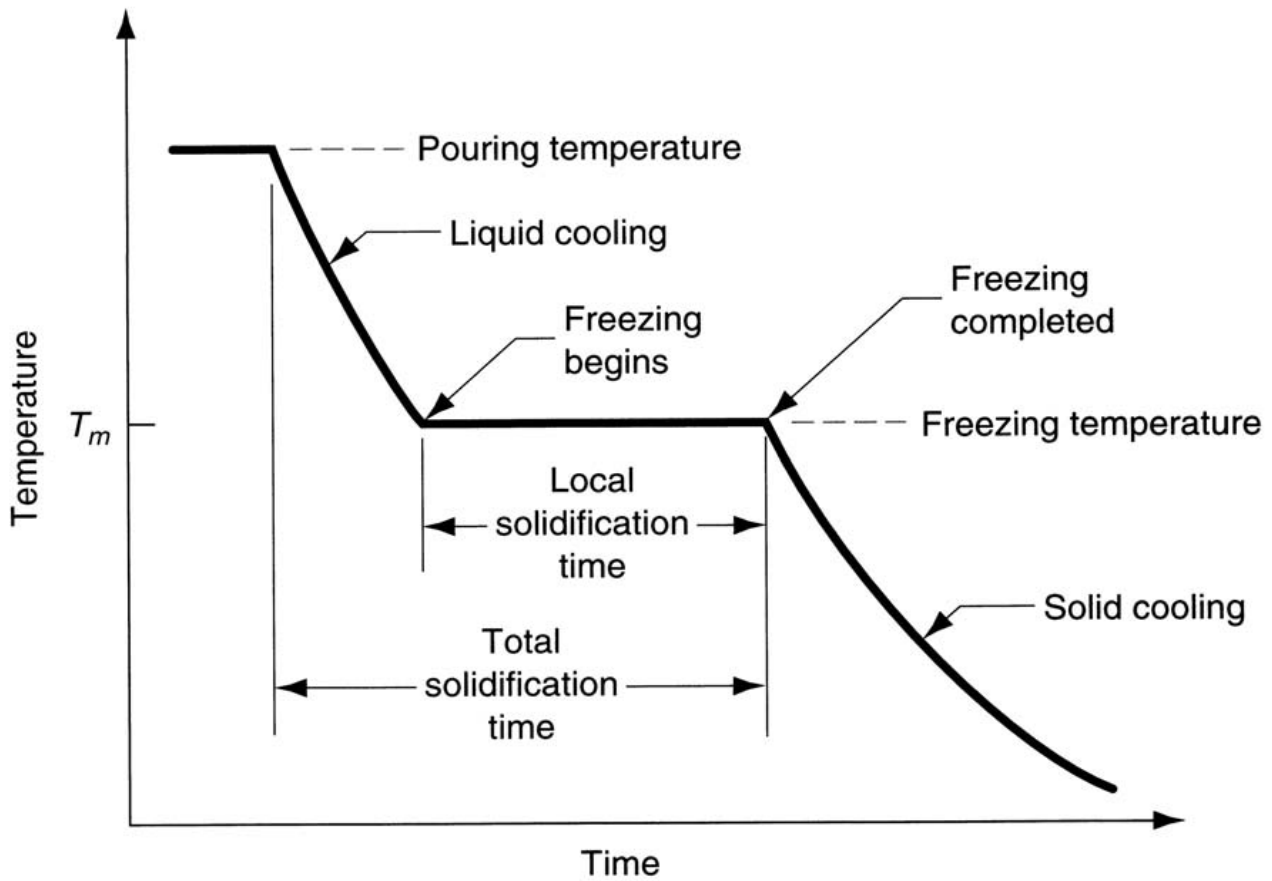 Pouring temperature
Liquid cooling
Freezing
begins
Freezing
completed
Temperature
T_m
Freezing temperature
Local
solidification
time
Solid cooling
Total
solidification
time
Time